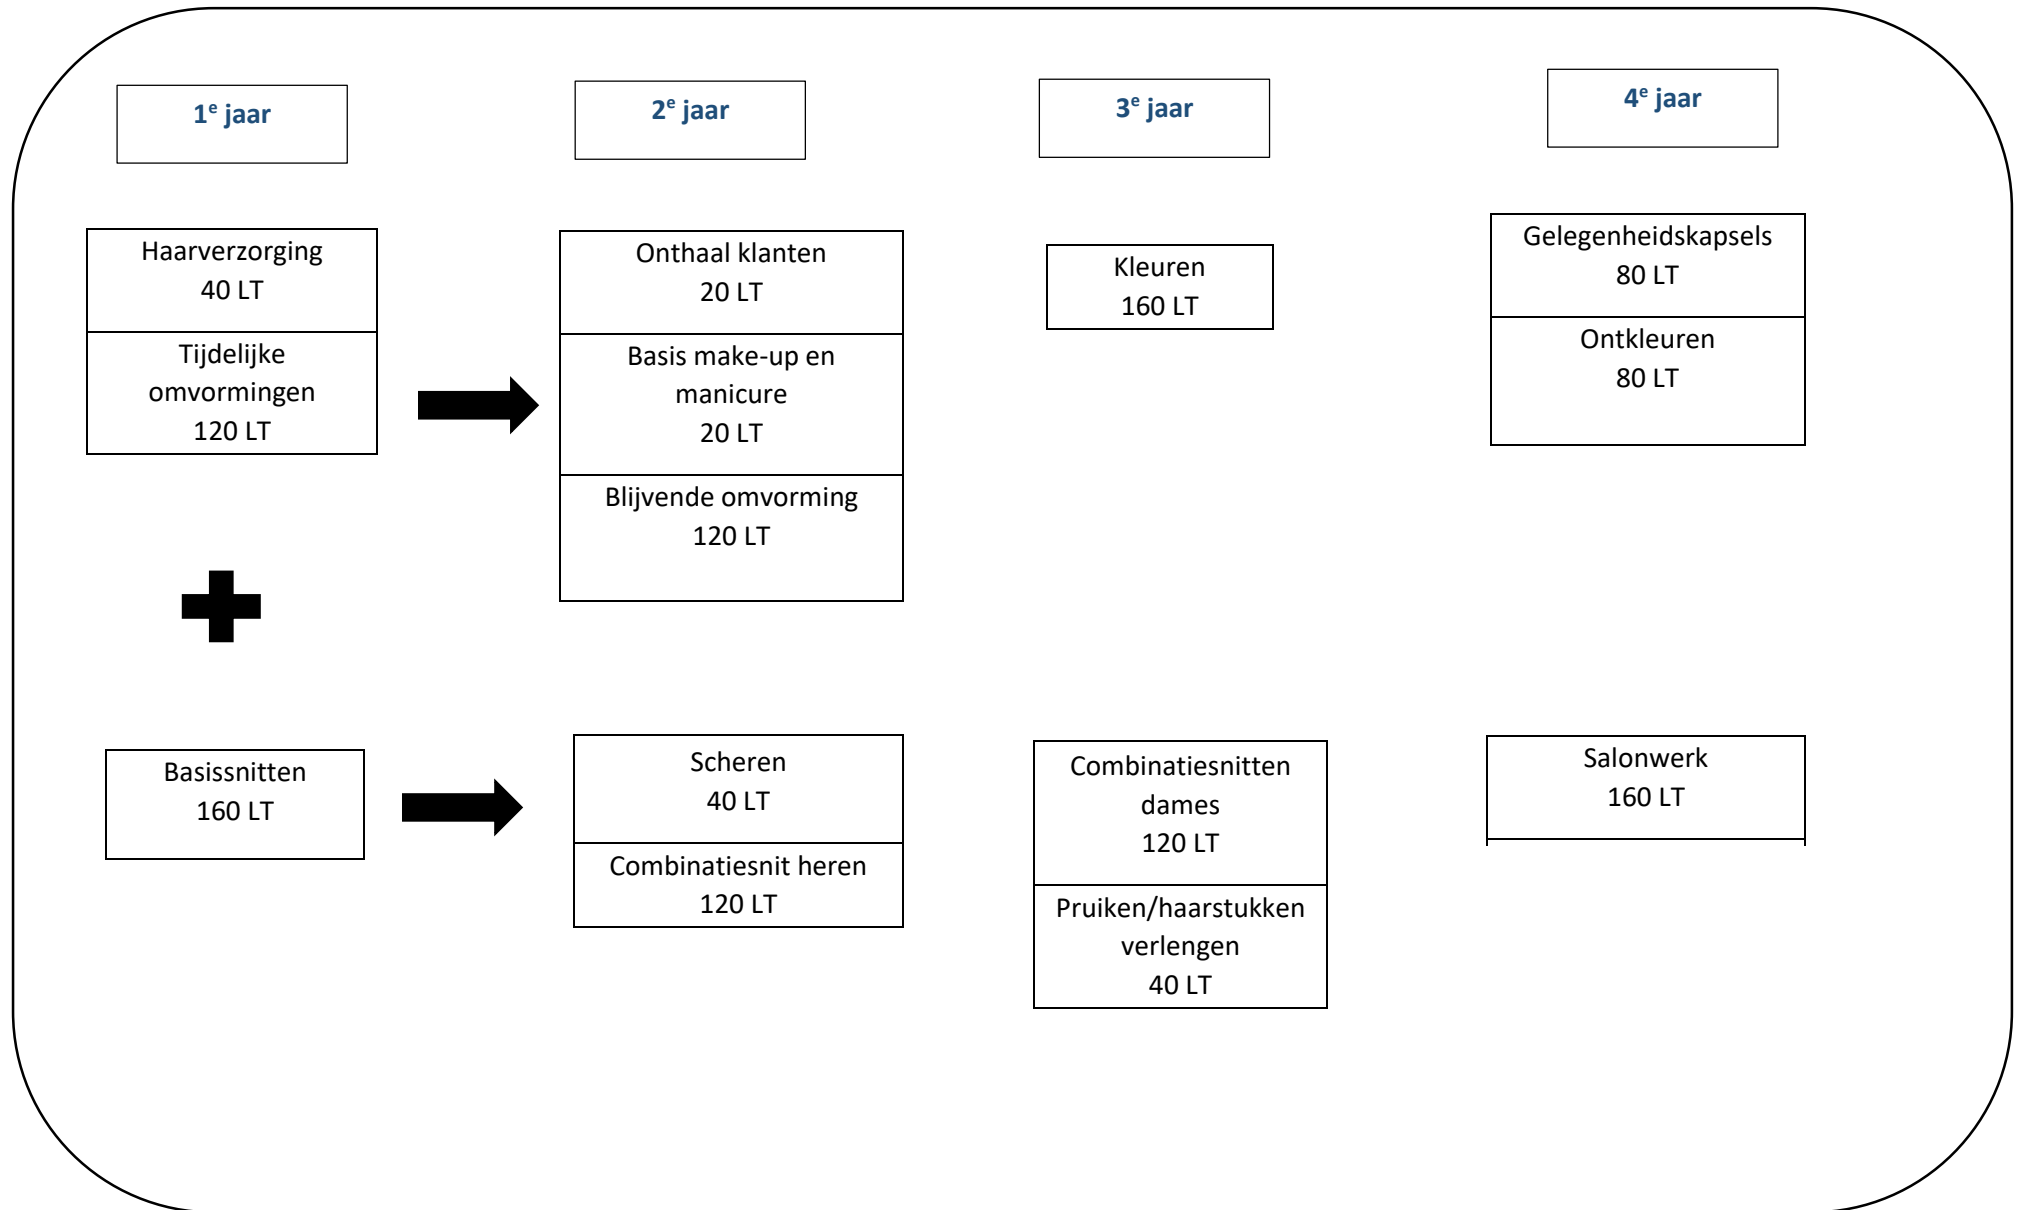 1e jaar
2e jaar
3e jaar
4e jaar
Haarverzorging
40 LT
Tijdelijke
omvormingen
120 LT
Onthaal klanten
20 LT
Basis make-up en
manicure
20 LT
Blijvende omvorming
120 LT
Kleuren
160 LT
Gelegenheidskapsels
80 LT
Ontkleuren
80 LT
Basissnitten
160 LT
Scheren
40 LT
Combinatiesnit heren
120 LT
Combinatiesnitten
dames
120 LT
Pruiken/haarstukken
verlengen
40 LT
Salonwerk
160 LT